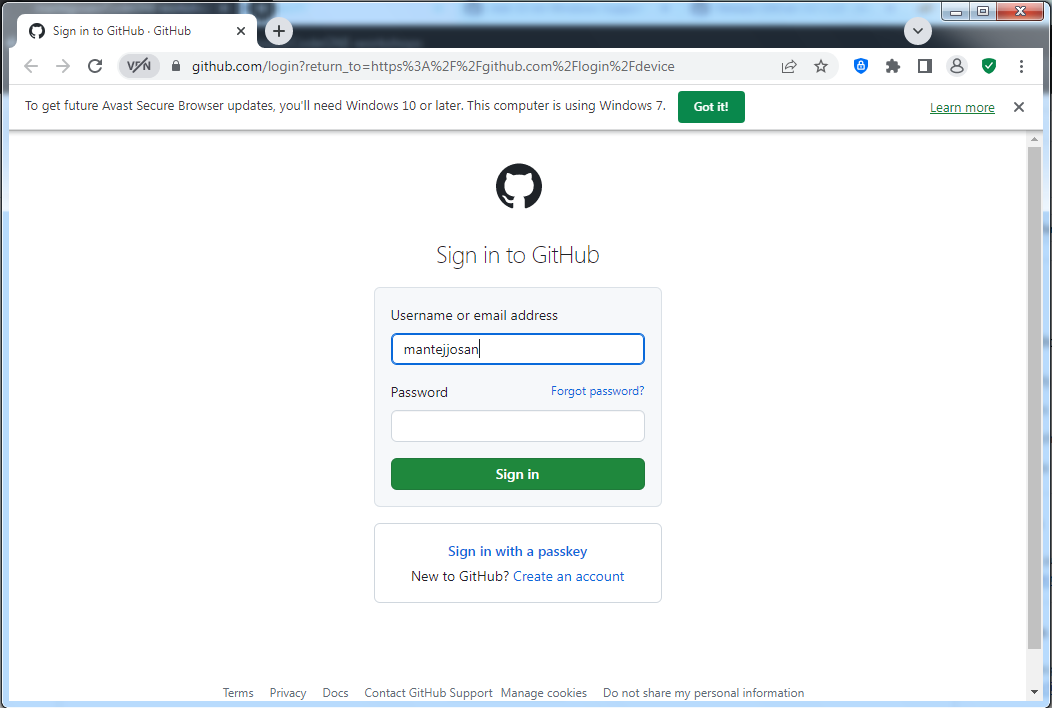 Sign in to GitHub · GitHub
VPN
github.com/login?return_to=https%3A%2F%2Fgithub.com%2Flogin%2Fdevice
To get future Avast Secure Browser updates, you'll need Windows 10 or later. This computer is using Windows 7. Got it! Learn more
Sign in to GitHub
Username or email address
mantejjosan
Password Forgot password?
Sign in
Sign in with a passkey
New to GitHub? Create an account
Terms Privacy Docs Contact GitHub Support Manage cookies Do not share my personal information